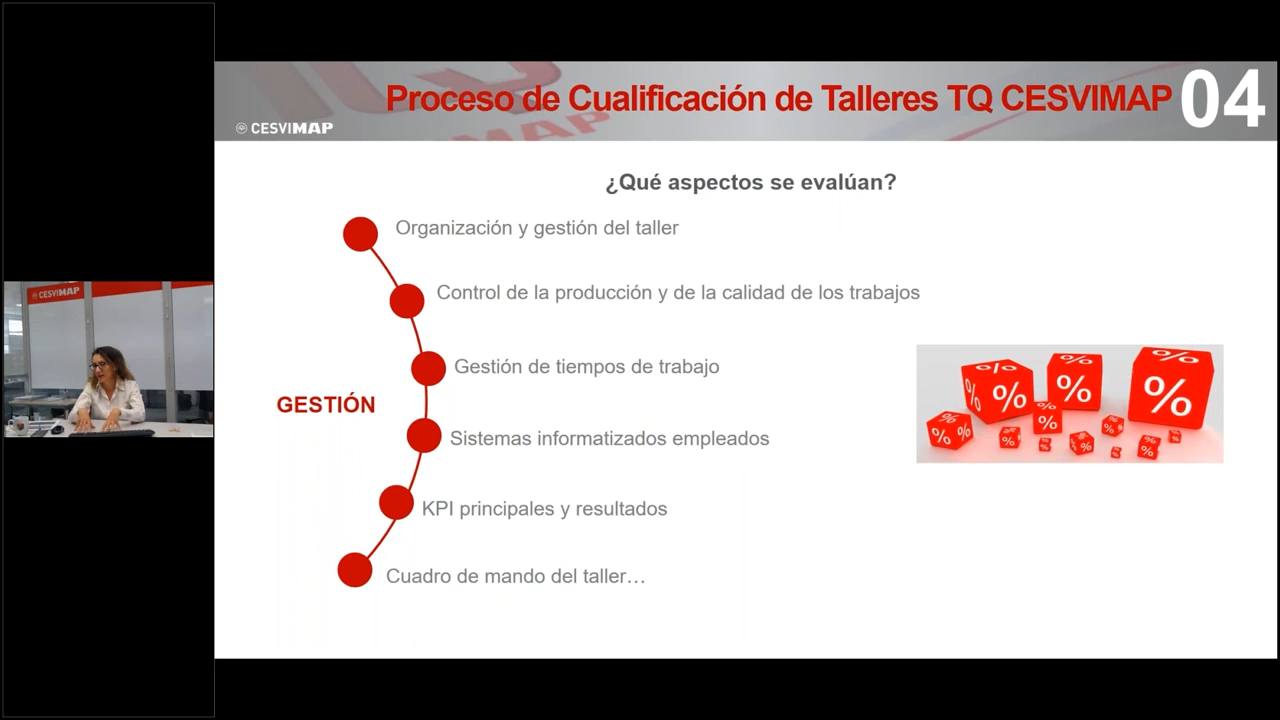 Proceso de Cualificación de Talleres TQ CESVIMAP
04
CESVIMAP
¿Qué aspectos se evalúan?
Organización y gestión del taller
Control de la producción y de la calidad de los trabajos
Gestión de tiempos de trabajo
GESTIÓN
Sistemas informatizados empleados
KPI principales y resultados
Cuadro de mando del taller…
CESVIMAP
% % % % % %
% % % % % % % % % %